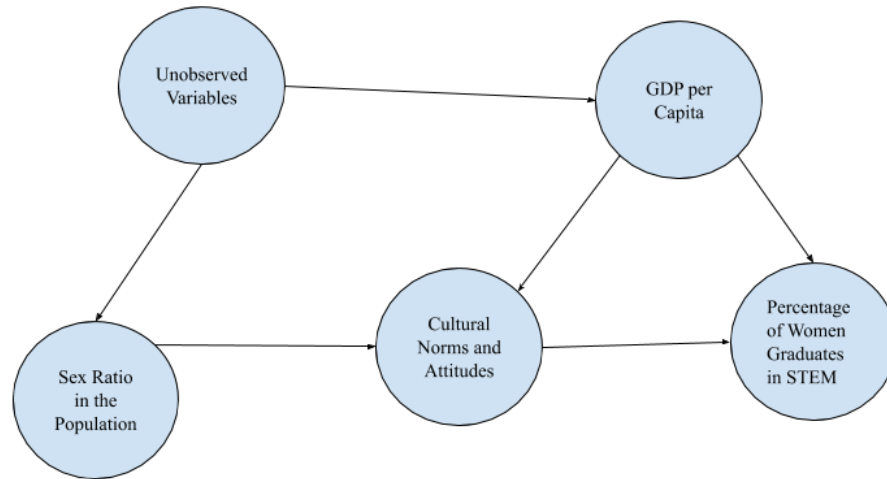 Unobserved
Variables
GDP per
Capita
Sex Ratio
in the
Population
Cultural
Norms and
Attitudes
Percentage
of Women
Graduates
in STEM